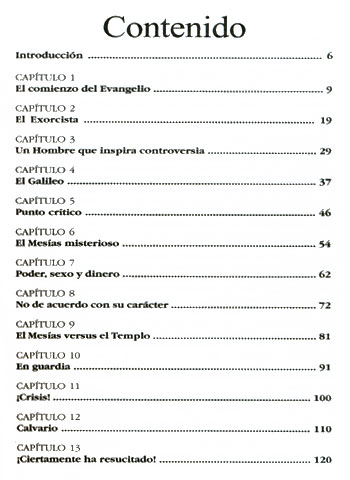 Contenido
Introducción ........................................................... 6
CAPÍTULO 1
El comienzo del Evangelio ........................................... 9
CAPÍTULO 2
El Exorcista ........................................................... 19
CAPÍTULO 3
Un Hombre que inspira controversia ........................... 29
CAPÍTULO 4
El Galileo ............................................................... 37
CAPÍTULO 5
Punto crítico ........................................................... 46
CAPÍTULO 6
El Mesías misterioso .................................................. 54
CAPÍTULO 7
Poder, sexo y dinero .................................................. 62
CAPÍTULO 8
No de acuerdo con su carácter .................................... 72
CAPÍTULO 9
El Mesías versus el Templo ......................................... 81
CAPÍTULO 10
En guardia .............................................................. 91
CAPÍTULO 11
¡Crisis! .................................................................. 100
CAPÍTULO 12
Calvario ................................................................. 110
CAPÍTULO 13
¡Ciertamente ha resucitado! ....................................... 120